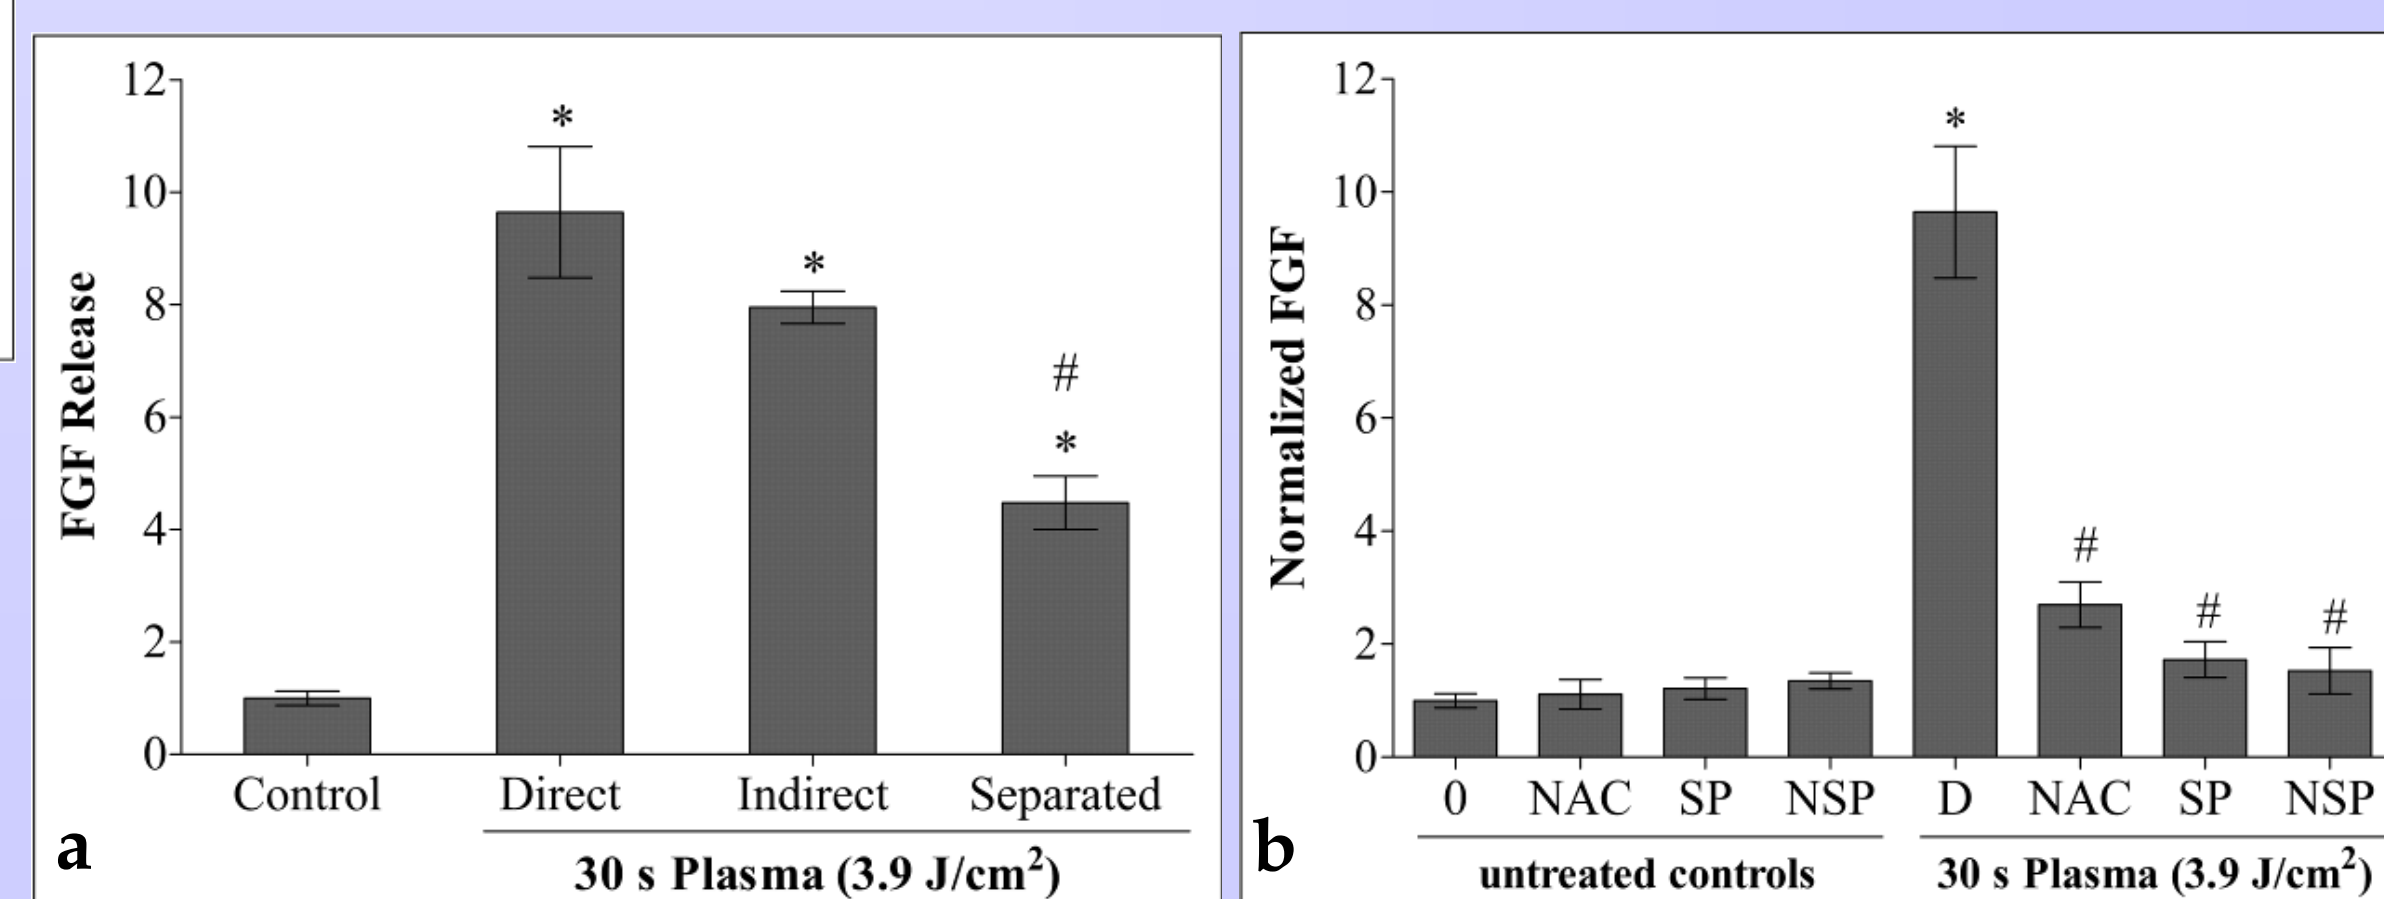 12
10
8
6
4
2
0
FGF Release
*
*
#
*
Control Direct Indirect Separated
30 s Plasma (3.9 J/cm²)
a
12
10
8
6
4
2
0
Normalized FGF
*
#
#
#
0 NAC SP NSP D NAC SP NSP
untreated controls 30 s Plasma (3.9 J/cm²)
b